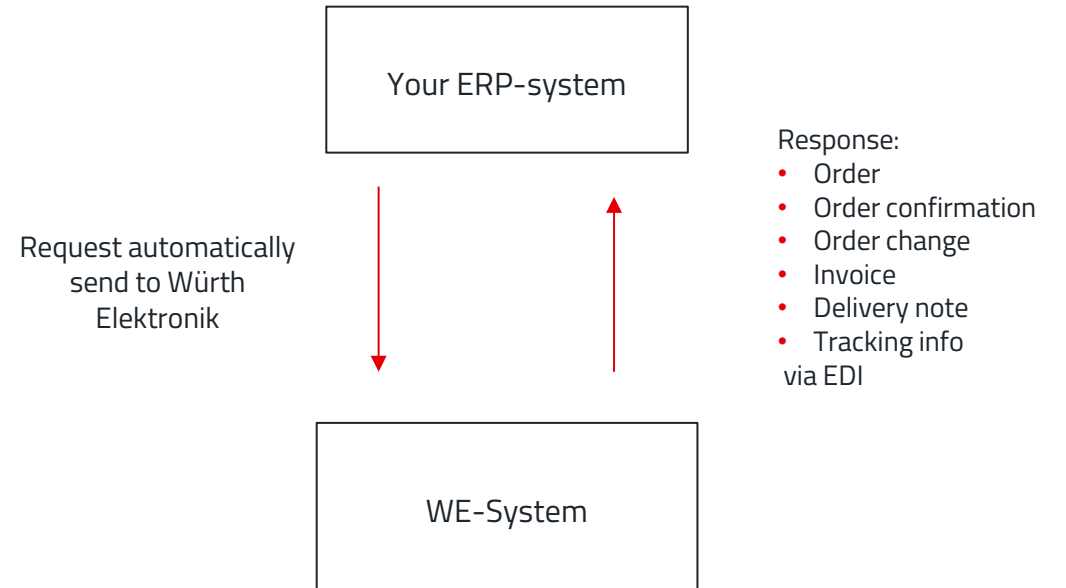 Your ERP-system
Request automatically
send to Würth
Elektronik
Response:
• Order
• Order confirmation
• Order change
• Invoice
• Delivery note
• Tracking info
via EDI
WE-System